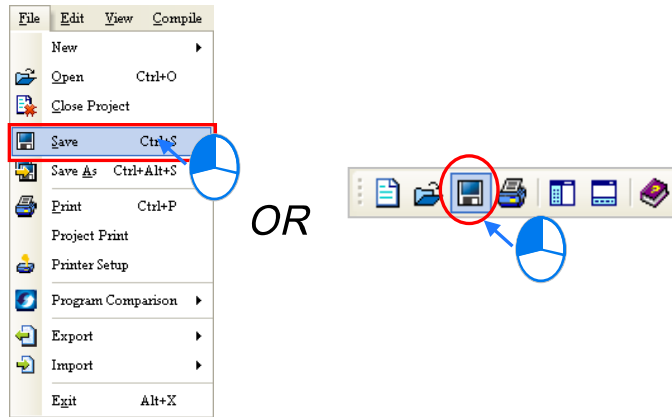 File Edit View Compile
New
Open Ctrl+O
Close Project
Save Ctrl+S
Save As Ctrl+Alt+S
Print Ctrl+P
Project Print
Printer Setup
Program Comparison
Export
Import
Exit Alt+X
OR